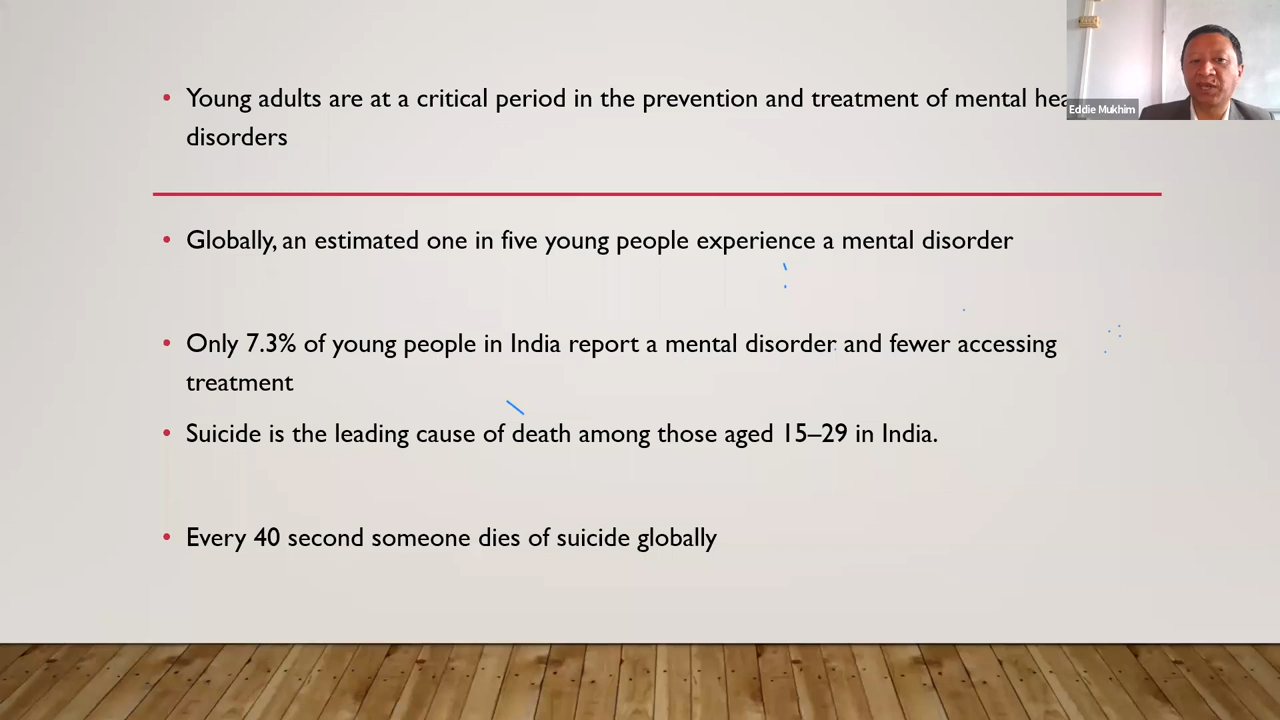 • Young adults are at a critical period in the prevention and treatment of mental
disorders
Eddie Mukhim
• Globally, an estimated one in five young people experience a mental disorder
• Only 7.3% of young people in India report a mental disorder and fewer accessing
treatment
• Suicide is the leading cause of death among those aged 15–29 in India.
• Every 40 second someone dies of suicide globally